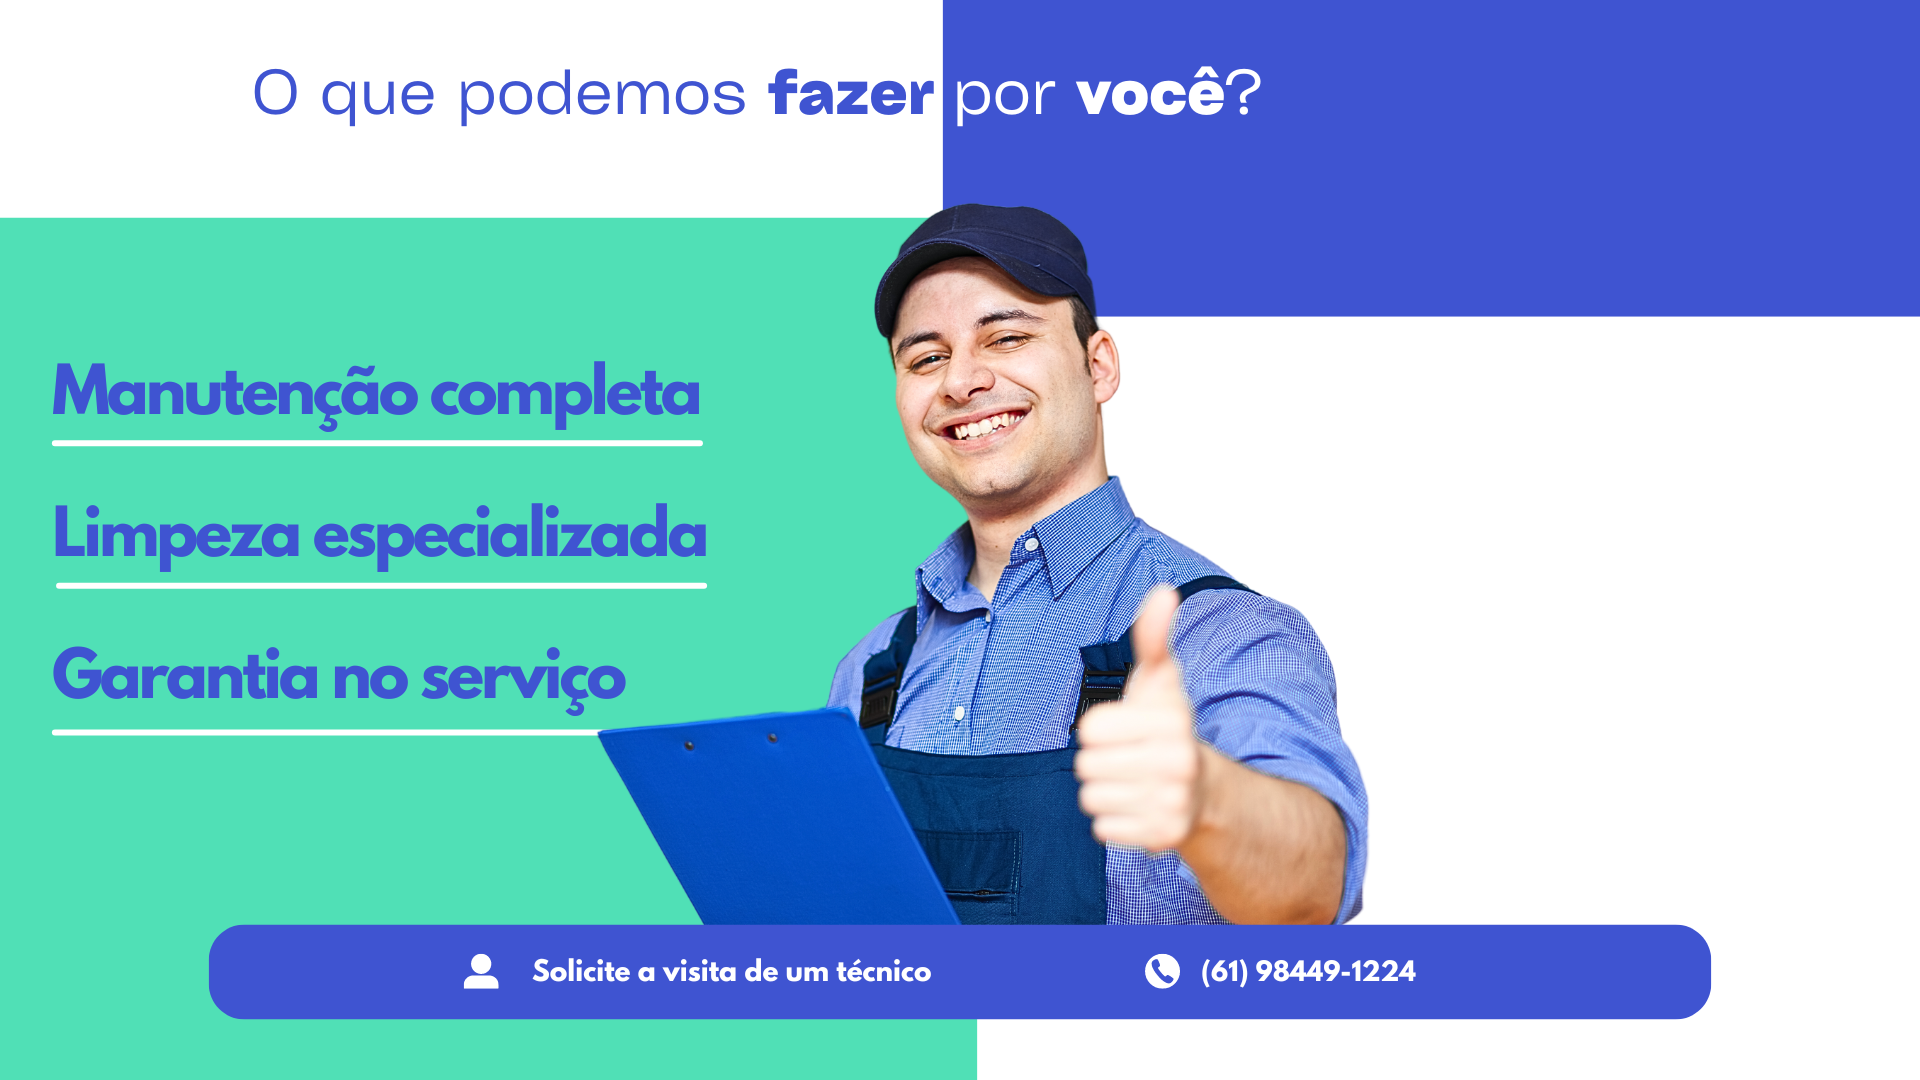 O que podemos fazer por você?
Manutenção completa
Limpeza especializada
Garantia no serviço
Solicite a visita de um técnico
(61) 98449-1224